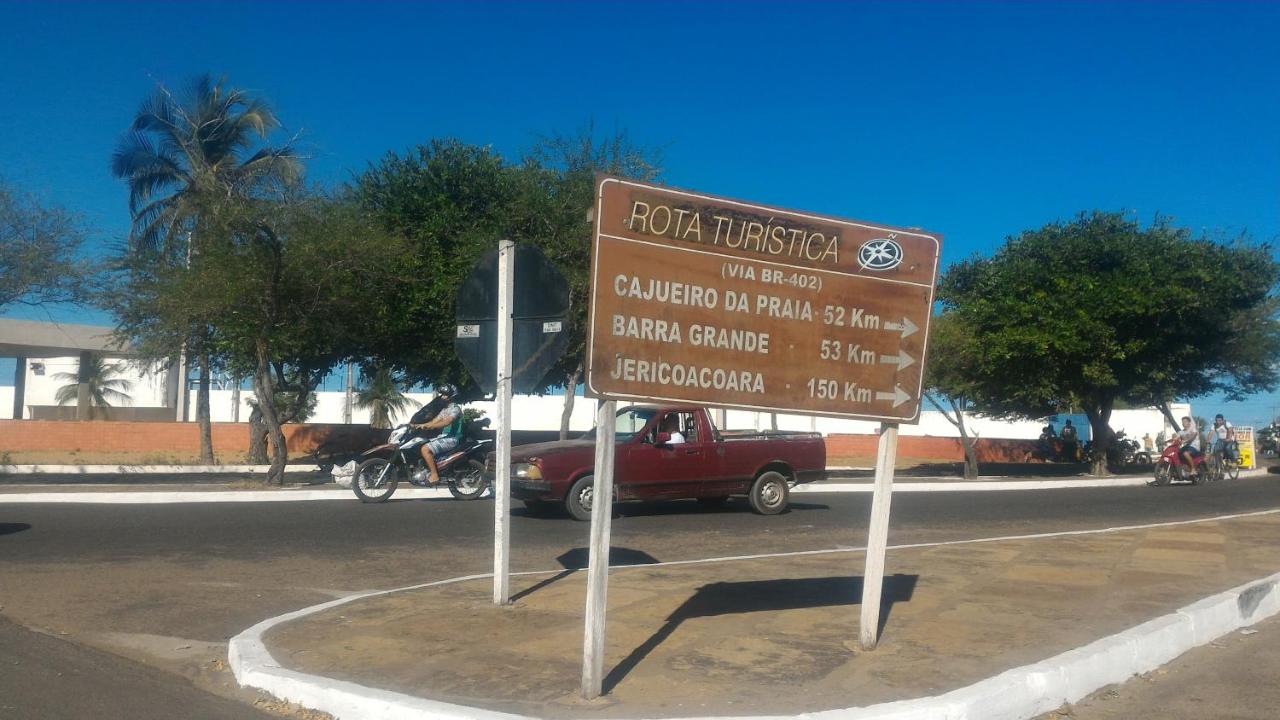 ROTA TURÍSTICA
(VIA BR-402)
CAJUEIRO DA PRAIA · 52 Km
BARRA GRANDE · 53 Km
JERICOACOARA · 150 Km